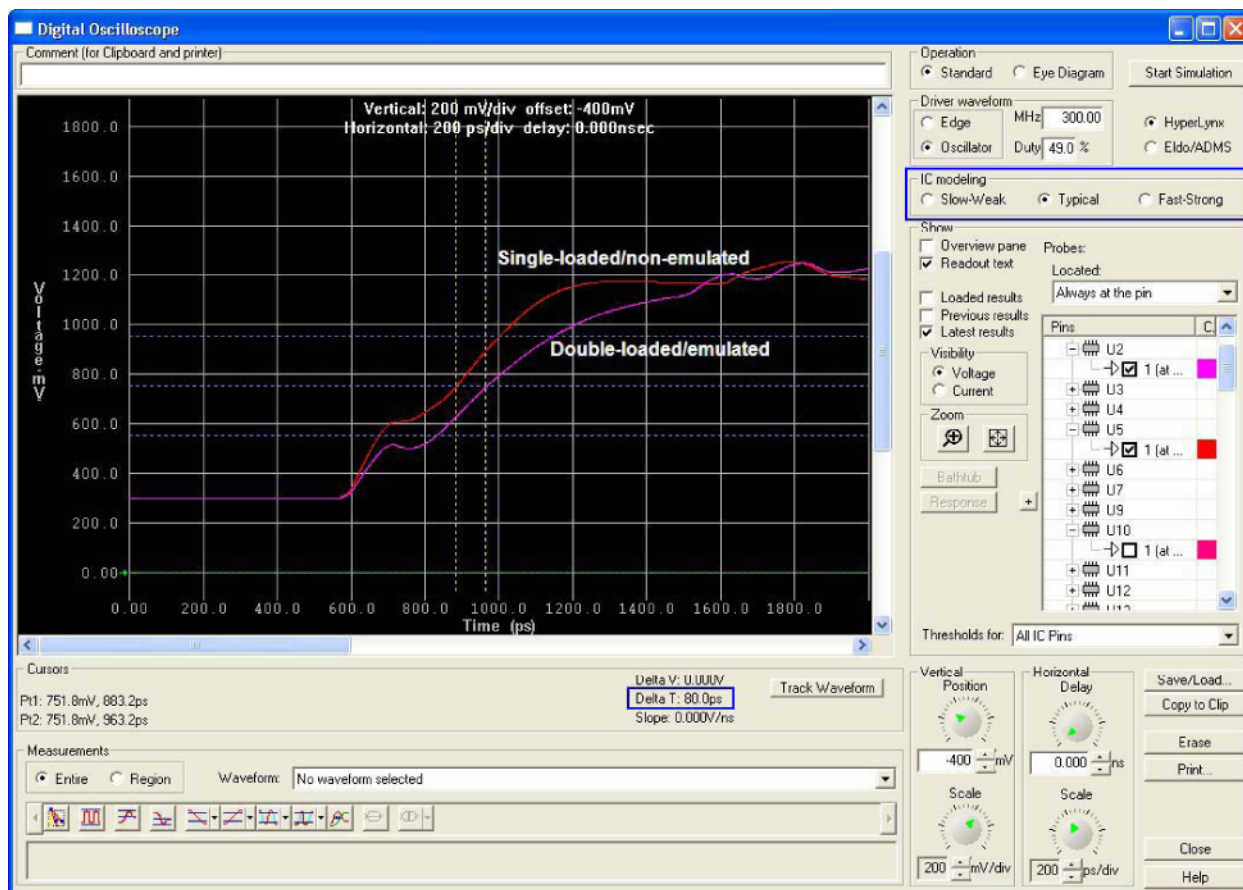 Digital Oscilloscope
Comment (for Clipboard and printer)
Vertical: 200 mV/div offset: -400mV
Horizontal: 200 ps/div delay: 0.000nsec
1800.0
1600.0
1400.0
1200.0
1000.0
800.0
600.0
400.0
200.0
0.00
Voltage-mV
Single-loaded/non-emulated
Double-loaded/emulated
0.00 200.0 400.0 600.0 800.0 1000.0 1200.0 1400.0 1600.0 1800.0
Time (ps)
Operation
Standard Eye Diagram
Start Simulation
Driver waveform
Edge MHz 300.00
Oscillator Duty 49.0 %
HyperLynx
Eldo/ADMS
IC modeling
Slow-Weak Typical Fast-Strong
Show
Overview pane
Readout text
Loaded results
Previous results
Latest results
Visibility
Voltage
Current
Zoom
Bathtub
Response +
Probes:
Located:
Always at the pin
Pins C.
U2
1 (at ...
U3
U4
U5
1 (at ...
U6
U7
U9
U10
1 (at ...
U11
U12
Thresholds for: All IC Pins
Cursors
Pt1: 751.8mV, 883.2ps
Pt2: 751.8mV, 963.2ps
Delta V: 0.000V
Delta T: 80.0ps
Slope: 0.000V/ns
Track Waveform
Measurements
Entire Region Waveform: No waveform selected
Vertical
Position
-400 mV
Scale
200 mV/div
Horizontal
Delay
0.000 ns
Scale
200 ps/div
Save/Load...
Copy to Clip
Erase
Print...
Close
Help